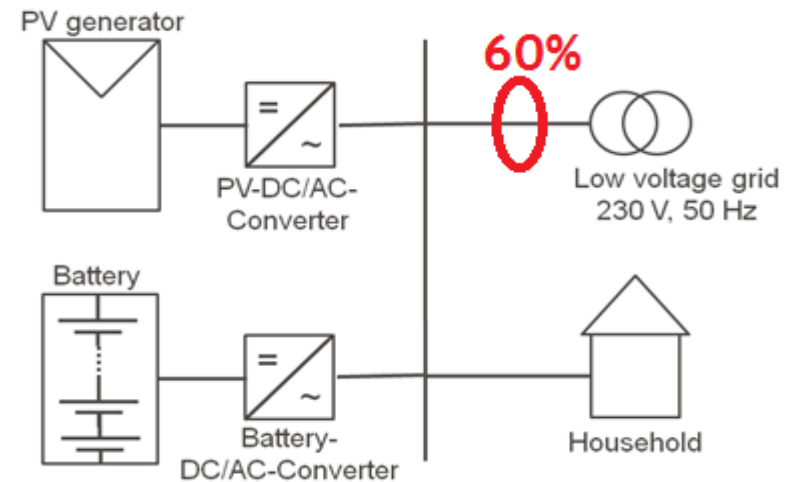 PV generator
60%
=
~
PV-DC/AC-
Converter
Low voltage grid
230 V, 50 Hz
Battery
=
~
Battery-
DC/AC-Converter
Household